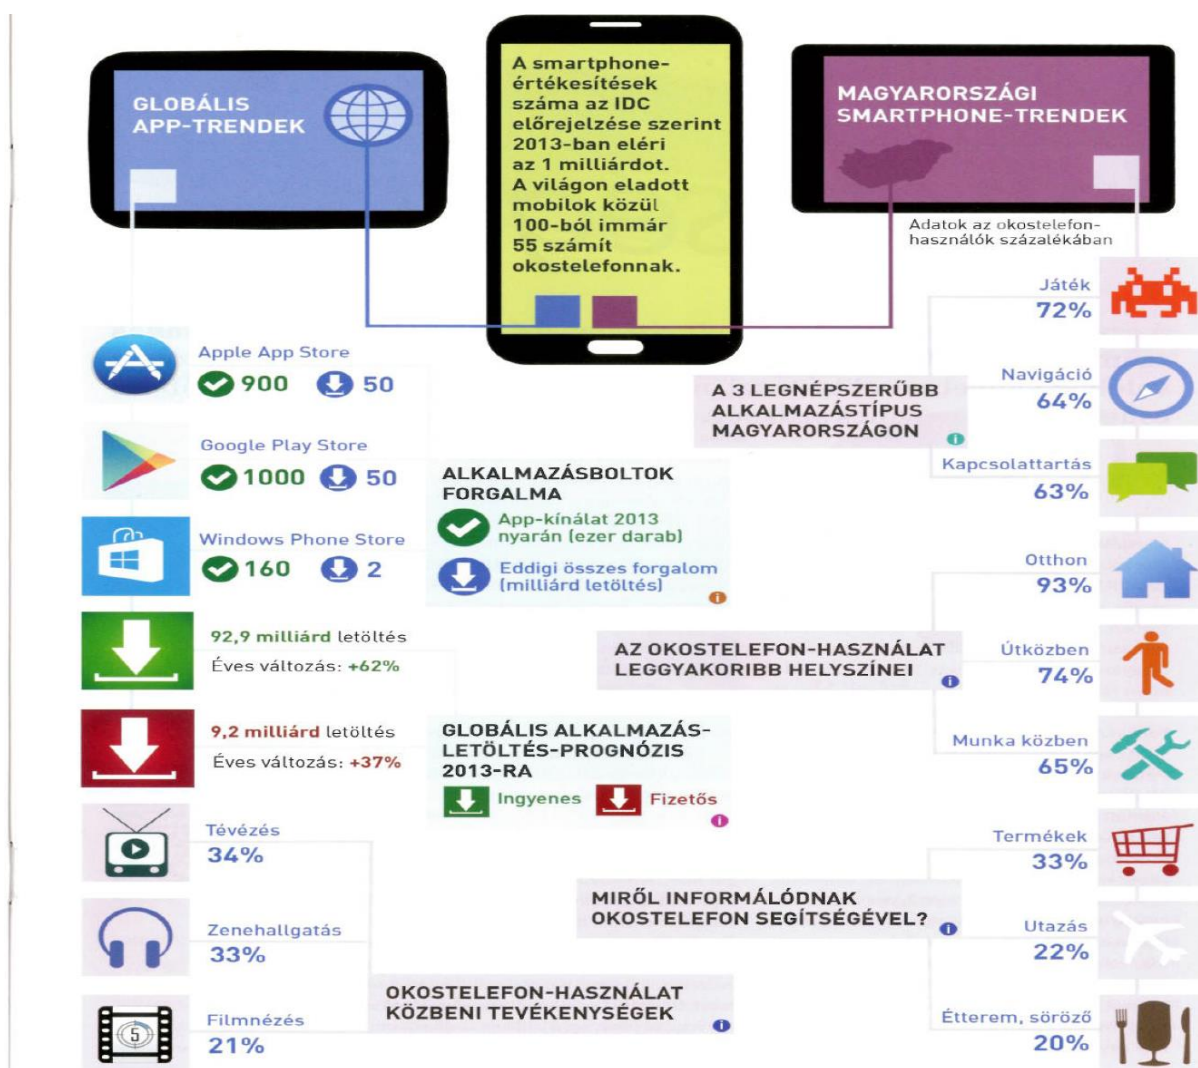 GLOBÁLIS
APP-TRENDEK
A smartphone-
értékesítések
száma az IDC
előrejelzése szerint
2013-ban eléri
az 1 milliárdot.
A világon eladott
mobilok közül
100-ból immár
55 számít
okostelefonnak.
MAGYARORSZÁGI
SMARTPHONE-TRENDEK
Adatok az okostelefon-
használók százalékában
Apple App Store
900 50
Google Play Store
1000 50
Windows Phone Store
160 2
ALKALMAZÁSBOLTOK
FORGALMA
App-kínálat 2013
nyarán (ezer darab)
Eddigi összes forgalom
(milliárd letöltés)
92,9 milliárd letöltés
Éves változás: +62%
9,2 milliárd letöltés
Éves változás: +37%
GLOBÁLIS ALKALMAZÁS-
LETÖLTÉS-PROGNÓZIS
2013-RA
Ingyenes Fizetős
Tévézés
34%
Zenehallgatás
33%
Filmnézés
5
21%
OKOSTELEFON-HASZNÁLAT
KÖZBENI TEVÉKENYSÉGEK
A 3 LEGNÉPSZERŰBB
ALKALMAZÁSTÍPUS
MAGYARORSZÁGON
Játék
72%
Navigáció
64%
Kapcsolattartás
63%
AZ OKOSTELEFON-HASZNÁLAT
LEGGYAKORIBB HELYSZÍNEI
Otthon
93%
Útközben
74%
Munka közben
65%
MIRŐL INFORMÁLÓDNAK
OKOSTELEFON SEGÍTSÉGÉVEL?
Termékek
33%
Utazás
22%
Étterem, söröző
20%